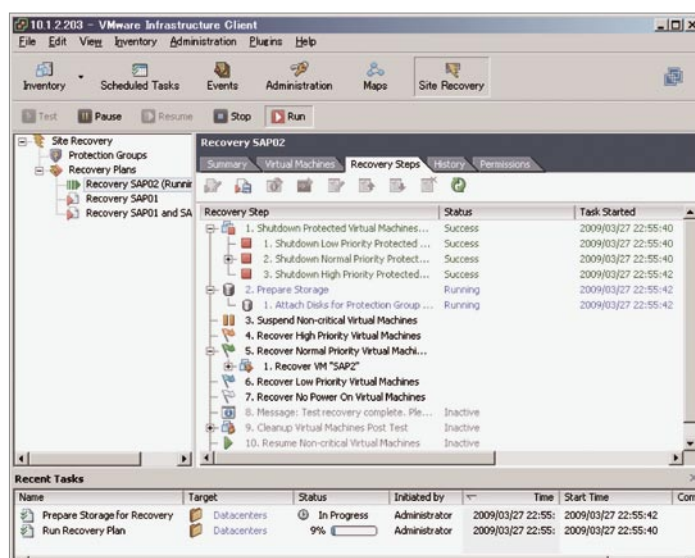 10.1.2.203 - VMware Infrastructure Client
File Edit View Inventory Administration Plugins Help
Inventory Scheduled Tasks Events Administration Maps Site Recovery
Test Pause Resume Stop Run
Site Recovery
Protection Groups
Recovery Plans
Recovery SAP02 (Runnin
Recovery SAP01
Recovery SAP01 and SA
Recovery SAP02
Summary Virtual Machines Recovery Steps History Permissions
Recovery Step Status Task Started
1. Shutdown Protected Virtual Machines... Success 2009/03/27 22:55:40
1. Shutdown Low Priority Protected ... Success 2009/03/27 22:55:40
2. Shutdown Normal Priority Protect... Success 2009/03/27 22:55:40
3. Shutdown High Priority Protected... Success 2009/03/27 22:55:42
2. Prepare Storage Running 2009/03/27 22:55:42
1. Attach Disks for Protection Group ... Running 2009/03/27 22:55:42
3. Suspend Non-critical Virtual Machines
4. Recover High Priority Virtual Machines
5. Recover Normal Priority Virtual Machi...
1. Recover VM "SAP2"
6. Recover Low Priority Virtual Machines
7. Recover No Power On Virtual Machines
8. Message: Test recovery complete. Ple... Inactive
9. Cleanup Virtual Machines Post Test Inactive
10. Resume Non-critical Virtual Machines Inactive
Recent Tasks
Name Target Status Initiated by Time Start Time Com
Prepare Storage for Recovery Datacenters In Progress Administrator 2009/03/27 22:55: 2009/03/27 22:55:42
Run Recovery Plan Datacenters 9% Administrator 2009/03/27 22:55: 2009/03/27 22:55:40